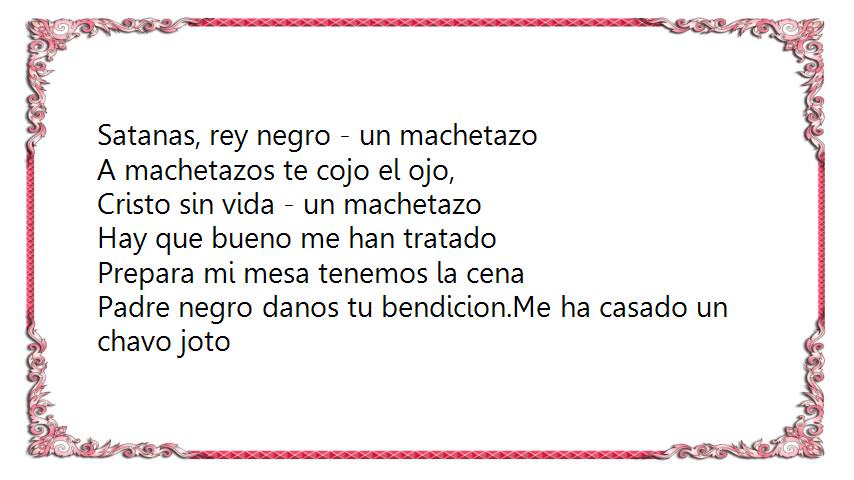 Satanas, rey negro - un machetazo
A machetazos te cojo el ojo,
Cristo sin vida - un machetazo
Hay que bueno me han tratado
Prepara mi mesa tenemos la cena
Padre negro danos tu bendicion.Me ha casado un
chavo joto